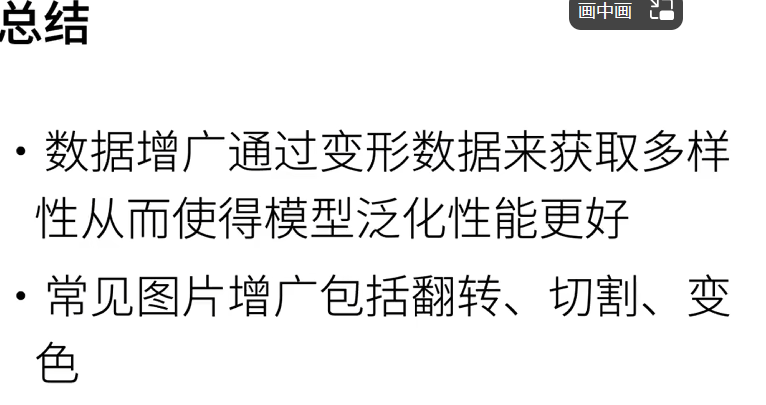 总结
画中画
• 数据增广通过变形数据来获取多样
性从而使得模型泛化性能更好
• 常见图片增广包括翻转、切割、变
色